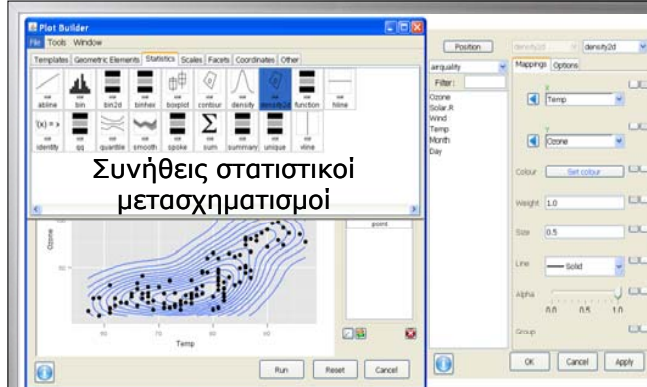 Plot Builder
File Tools Window
Templates Geometric Elements Statistics Scales Facets Coordinates Other
abline bin bin2d binhex boxplot contour density density2d function hline
identity qq quantile smooth spoke sum summary unique vline
Συνήθεις στατιστικοί
μετασχηματισμοί
point
Ozone
Temp
Run Reset Cancel
Position
airquality
Filter:
Ozone
Solar.R
Wind
Temp
Month
Day
density2d density2d
Mappings Options
x
Temp
y
Ozone
Colour Set colour
Weight 1.0
Size 0.5
Line Solid
Alpha
0.0 0.5 1.0
Group
OK Cancel Apply